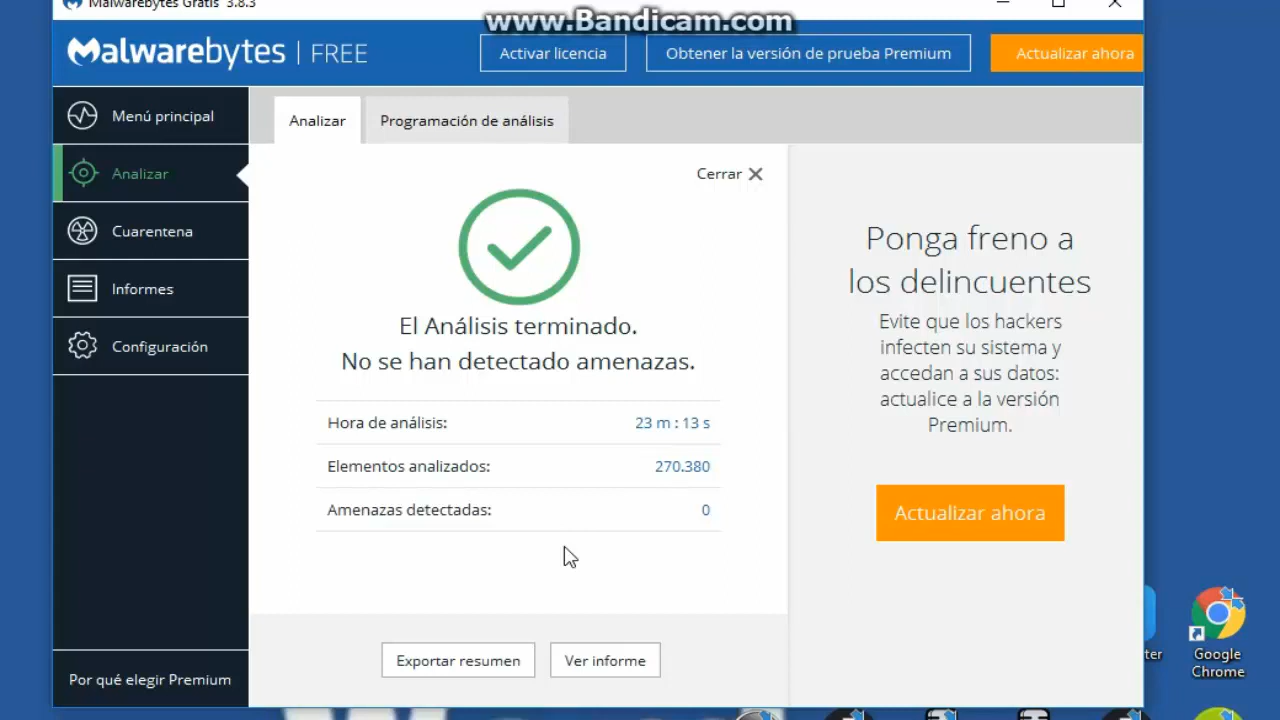 Malwarebytes Gratis 3.8.3
www.Bandicam.com
Malwarebytes | FREE
Activar licencia
Obtener la versión de prueba Premium
Actualizar ahora
Menú principal
Analizar
Cuarentena
Informes
Configuración
Por qué elegir Premium
Analizar
Programación de análisis
Cerrar
El Análisis terminado.
No se han detectado amenazas.
Hora de análisis: 23 m : 13 s
Elementos analizados: 270.380
Amenazas detectadas: 0
Exportar resumen
Ver informe
Ponga freno a
los delincuentes
Evite que los hackers
infecten su sistema y
accedan a sus datos:
actualice a la versión
Premium.
Actualizar ahora
ter
Google
Chrome